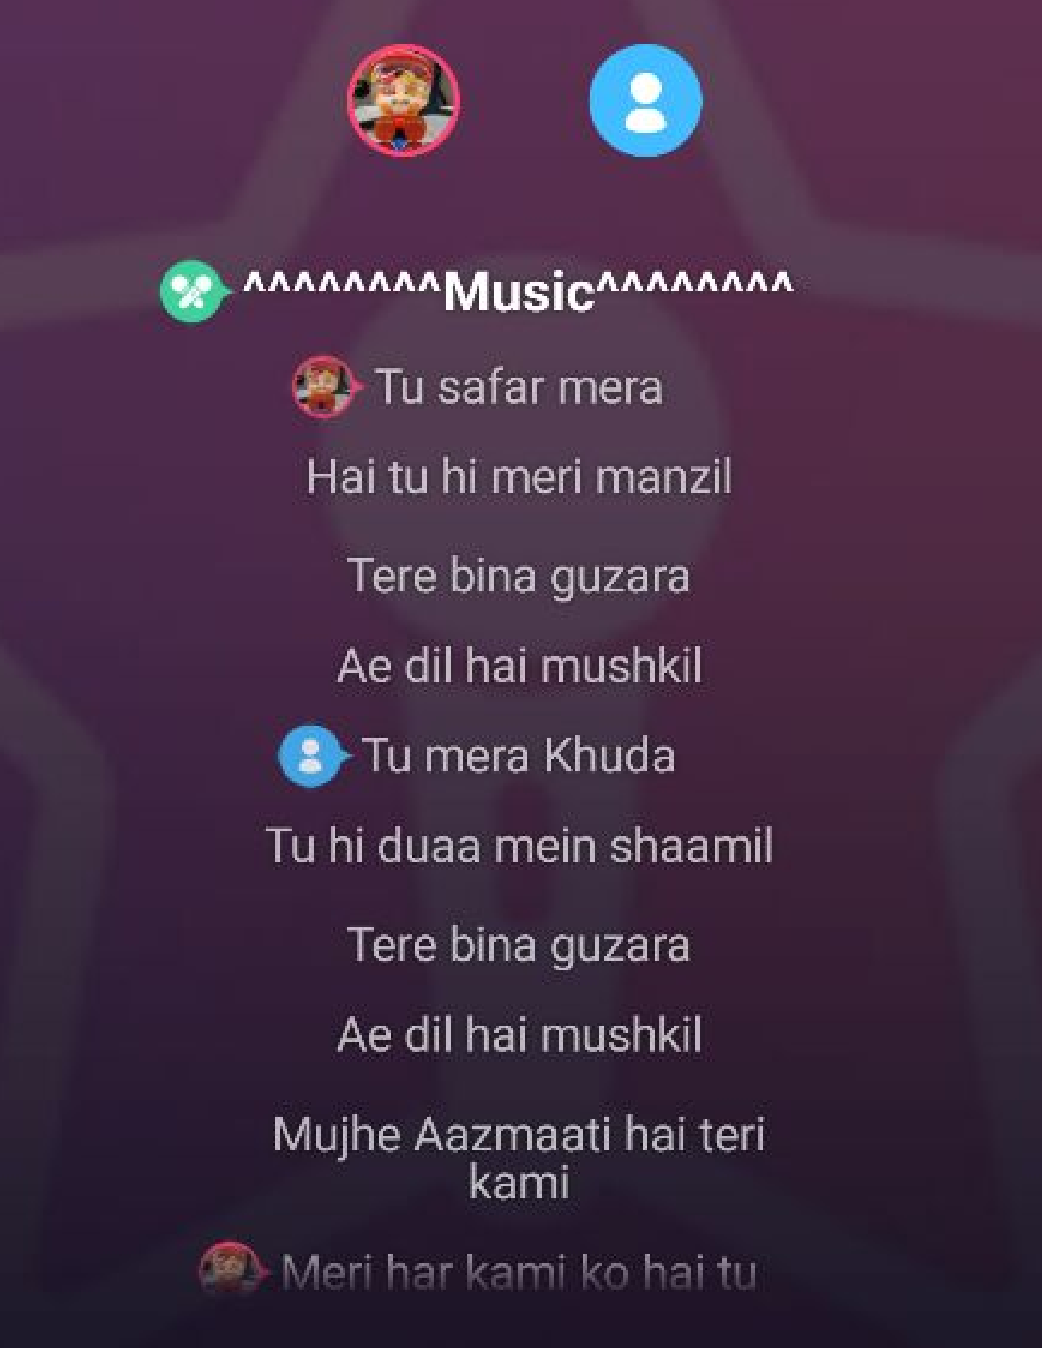 ^^^^^^^^Music^^^^^^^^
Tu safar mera
Hai tu hi meri manzil
Tere bina guzara
Ae dil hai mushkil
Tu mera Khuda
Tu hi duaa mein shaamil
Tere bina guzara
Ae dil hai mushkil
Mujhe Aazmaati hai teri
kami
Meri har kami ko hai tu